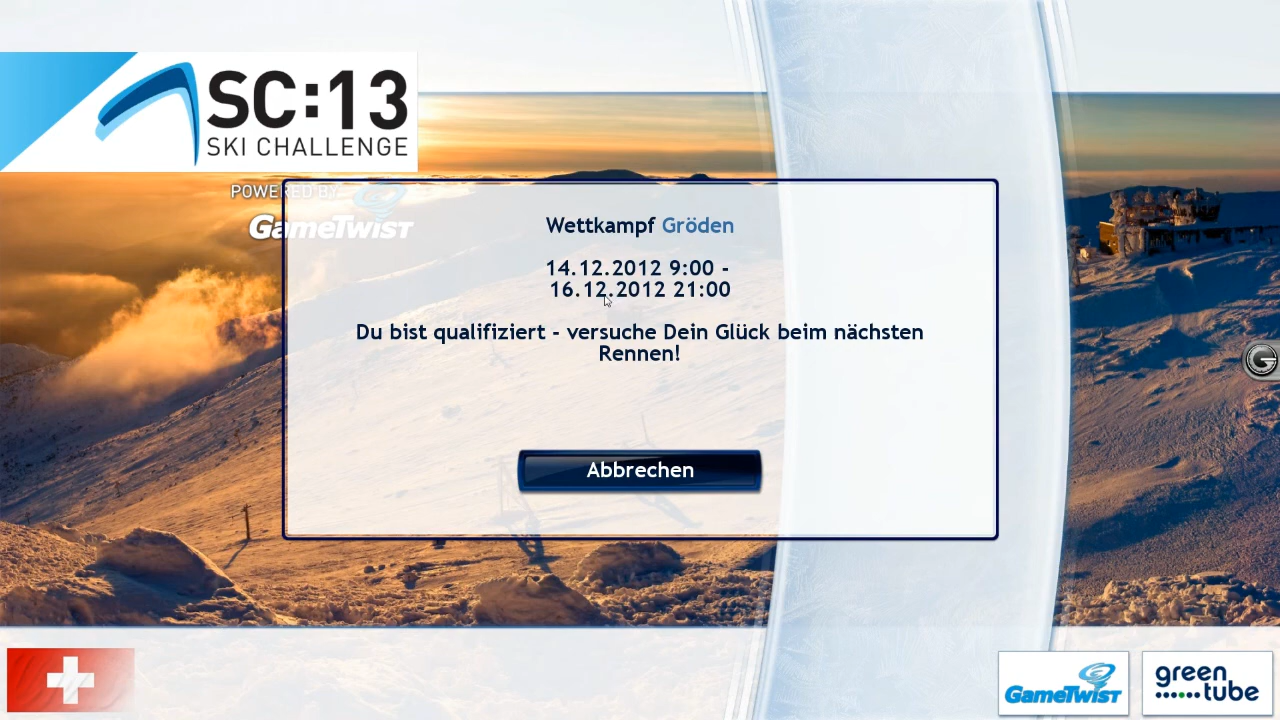 SC:13
SKI CHALLENGE
POWERED BY
GameTwist
Wettkampf Gröden
14.12.2012 9:00 -
16.12.2012 21:00
Du bist qualifiziert - versuche Dein Glück beim nächsten
Rennen!
Abbrechen
GameTwist
green
tube